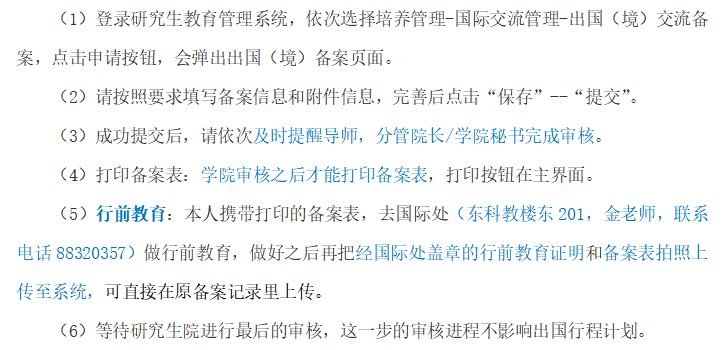 （1）登录研究生教育管理系统，依次选择培养管理-国际交流管理-出国（境）交流备
案，点击申请按钮，会弹出出国（境）备案页面。
（2）请按照要求填写备案信息和附件信息，完善后点击“保存”--“提交”。
（3）成功提交后，请依次及时提醒导师，分管院长/学院秘书完成审核。
（4）打印备案表：学院审核之后才能打印备案表，打印按钮在主界面。
（5）行前教育：本人携带打印的备案表，去国际处（东科教楼东 201，金老师，联系
电话 88320357）做行前教育，做好之后再把经国际处盖章的行前教育证明和备案表拍照上
传至系统，可直接在原备案记录里上传。
（6）等待研究生院进行最后的审核，这一步的审核进程不影响出国行程计划。